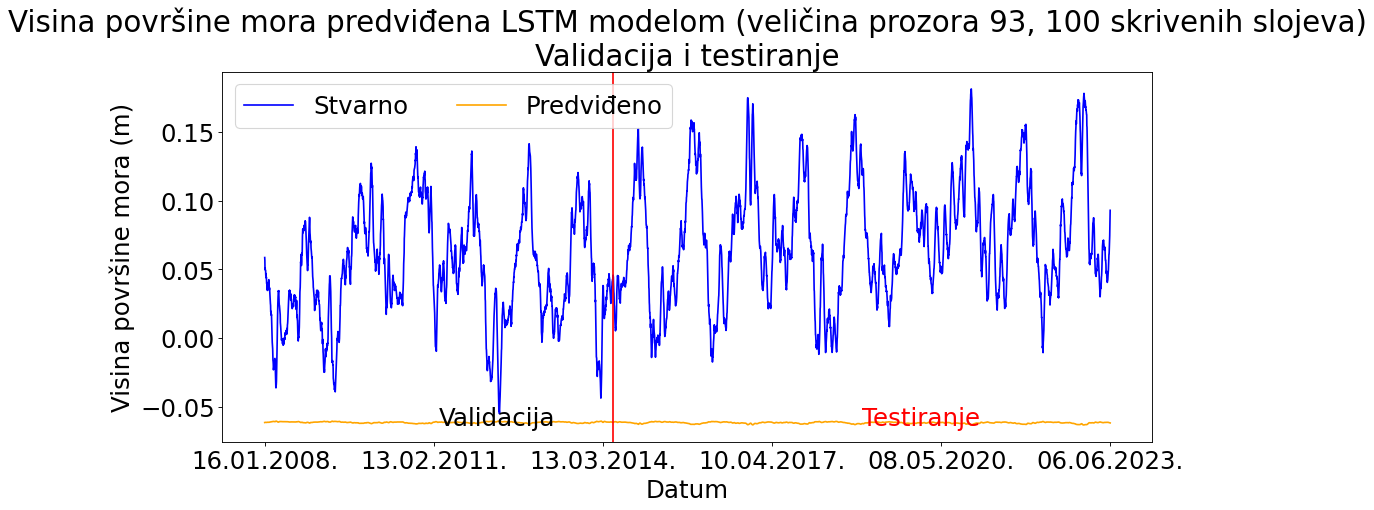 Visina površine mora predviđena LSTM modelom (veličina prozora 93, 100 skrivenih slojeva)
Validacija i testiranje
Stvarno
Predviđeno
Visina površine mora (m)
0.15
0.10
0.05
0.00
−0.05
Validacija
Testiranje
16.01.2008.
13.02.2011.
13.03.2014.
10.04.2017.
08.05.2020.
06.06.2023.
Datum